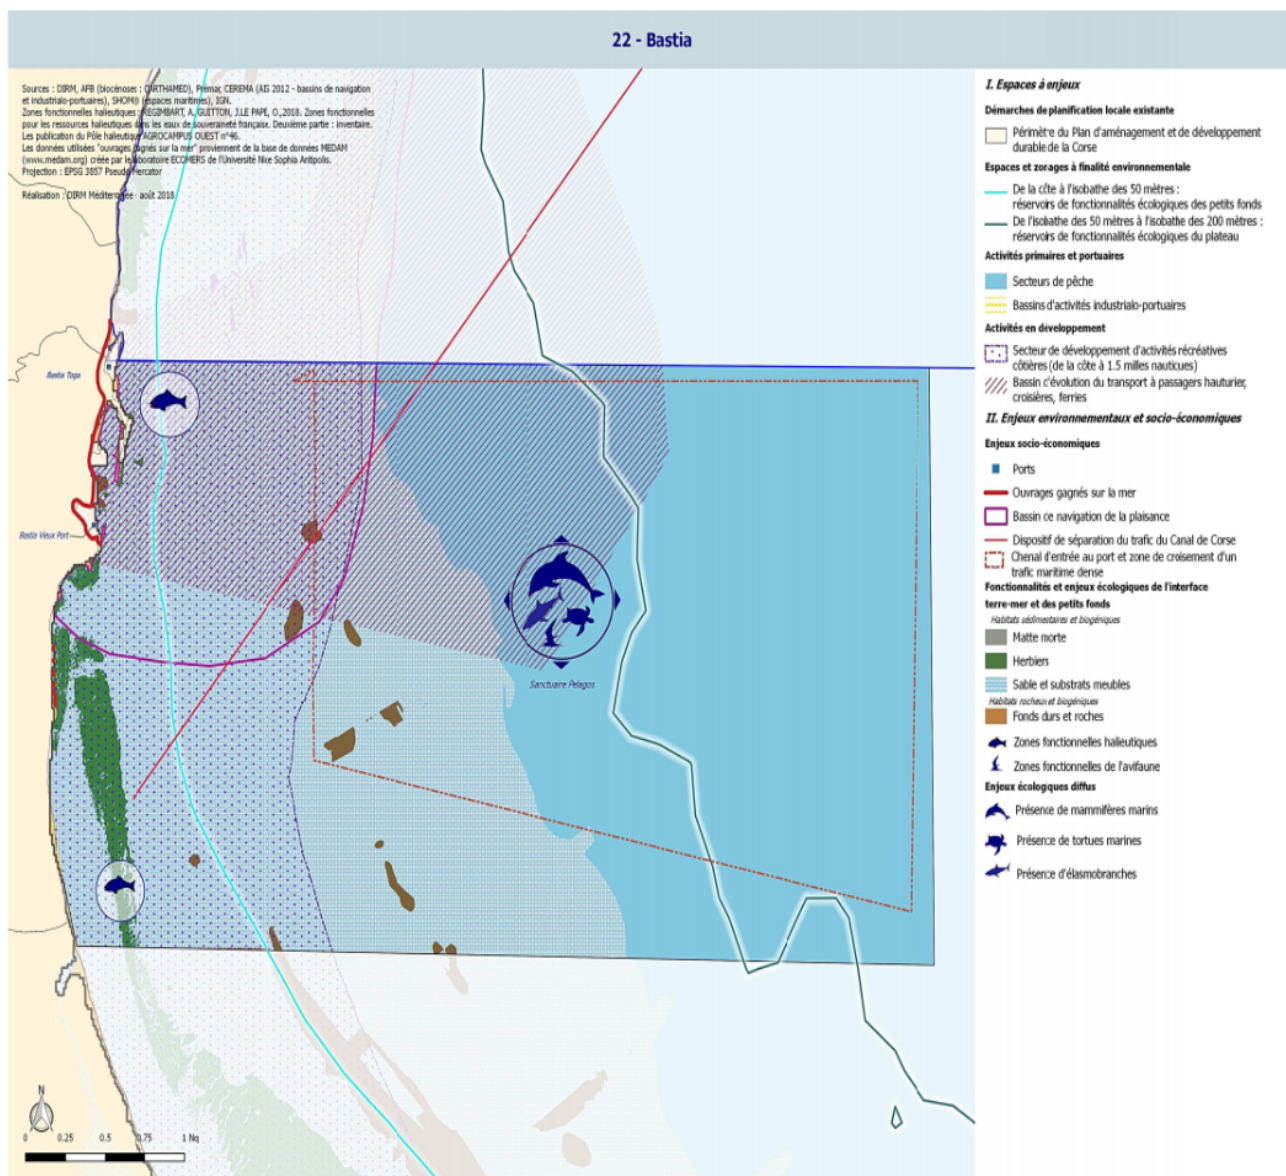 22 - Bastia
Sources : DIRM, AFB (biocénoses : CARTHAMED), Prémar, CEREMA (AIS 2012 - bassins de navigation
et industrialo-portuaires), SHOM® (espaces maritimes), IGN.
Zones fonctionnelles halieutiques : REGIMBART, A. GUITTON, J.LE PAPE, O.,2018. Zones fonctionnelles
pour les ressources halieutiques dans les eaux de souveraineté française. Deuxième partie : inventaire.
Les publication du Pôle halieutique AGROCAMPUS OUEST n°46.
Les données utilisées "ouvrages gagnés sur la mer" proviennent de la base de données MEDAM
(www.medam.org) créée par le laboratoire ECOMERS de l'Université Nice Sophia Antipolis.
Projection : EPSG 3857 Pseudo Mercator
Réalisation : DIRM Méditerranée - août 2018
Bastia Toga
Bastia Vieux Port
Sanctuaire Pelagos
N
0 0.25 0.5 0.75 1 Nq
I. Espaces à enjeux
Démarches de planification locale existante
Périmètre du Plan d'aménagement et de développement
durable de la Corse
Espaces et zorages à finalité environnementale
De la côte à l'isobathe des 50 mètres :
réservoirs de fonctionnalités écologiques des petits fonds
De l'isobathe des 50 mètres à l'isobathe des 200 mètres :
réservoirs de fonctionnalités écologiques du plateau
Activités primaires et portuaires
Secteurs de pêche
Bassins d'activités industrialo-portuaires
Activités en développement
Secteur de développement d'activités récréatives
côtières (de la côte à 1.5 milles nautiques)
Bassin d'évolution du transport à passagers hauturier,
croisières, ferries
II. Enjeux environnementaux et socio-économiques
Enjeux socio-économiques
Ports
Ouvrages gagnés sur la mer
Bassin de navigation de la plaisance
Dispositif de séparation du trafic du Canal de Corse
Chenal d'entrée au port et zone de croisement d'un
trafic maritime dense
Fonctionnalités et enjeux écologiques de l'interface
terre-mer et des petits fonds
Habitats sédimentaires et biogéniques
Matte morte
Herbiers
Sable et substrats meubles
Habitats rocheux et biogéniques
Fonds durs et roches
Zones fonctionnelles halieutiques
Zones fonctionnelles de l'avifaune
Enjeux écologiques diffus
Présence de mammifères marins
Présence de tortues marines
Présence d'élasmobranches